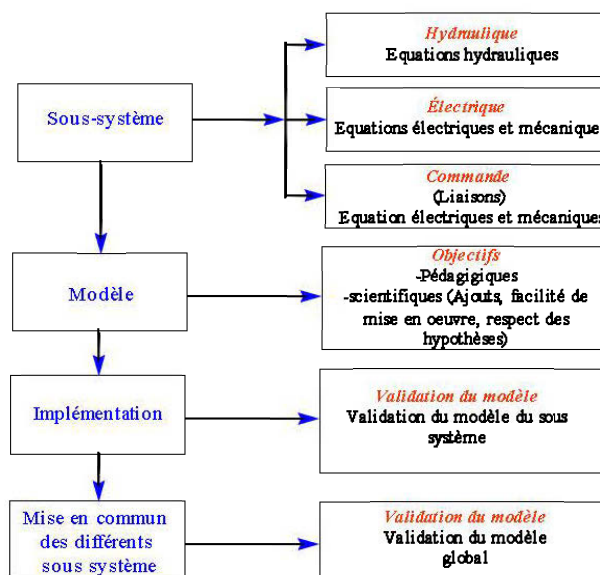 Hydraulique
Equations hydrauliques
Sous-système
Électrique
Equations électriques et mécanique
Commande
(Liaisons)
Equation électriques et mécaniques
Modèle
Objectifs
-Pédagigiques
-scientifiques (Ajouts, facilité de
mise en oeuvre, respect des
hypothèses)
Implémentation
Validation du modèle
Validation du modèle du sous
système
Mise en commun
des différents
sous système
Validation du modèle
Validation du modèle
global